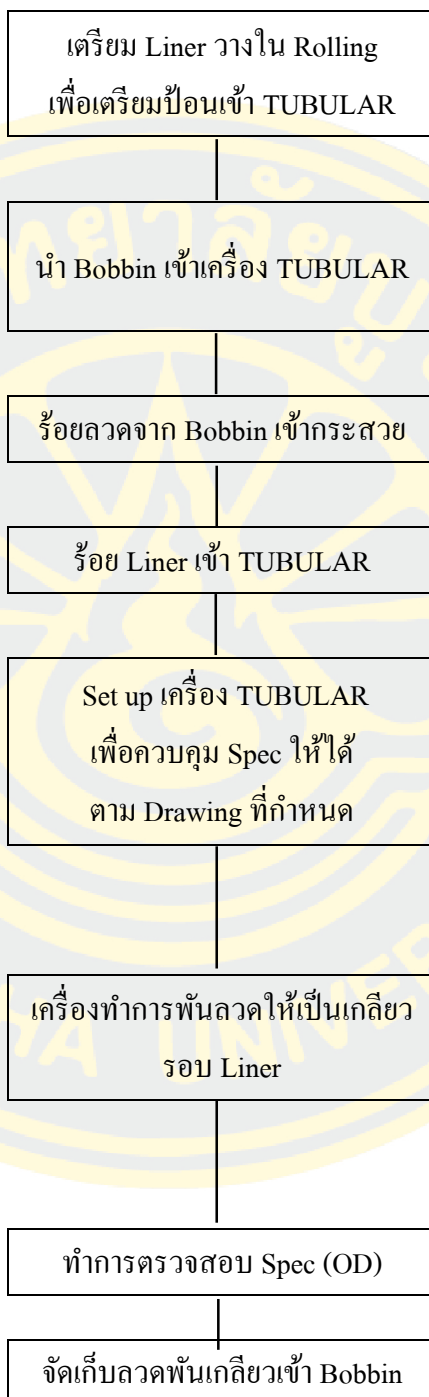 เตรียม Liner วางใน Rolling
เพื่อเตรียมป้อนเข้า TUBULAR
นำ Bobbin เข้าเครื่อง TUBULAR
ร้อยลวดจาก Bobbin เข้ากระสวย
ร้อย Liner เข้า TUBULAR
Set up เครื่อง TUBULAR
เพื่อควบคุม Spec ให้ได้
ตาม Drawing ที่กำหนด
เครื่องทำการพันลวดให้เป็นเกลียว
รอบ Liner
ทำการตรวจสอบ Spec (OD)
จัดเก็บลวดพันเกลียวเข้า Bobbin